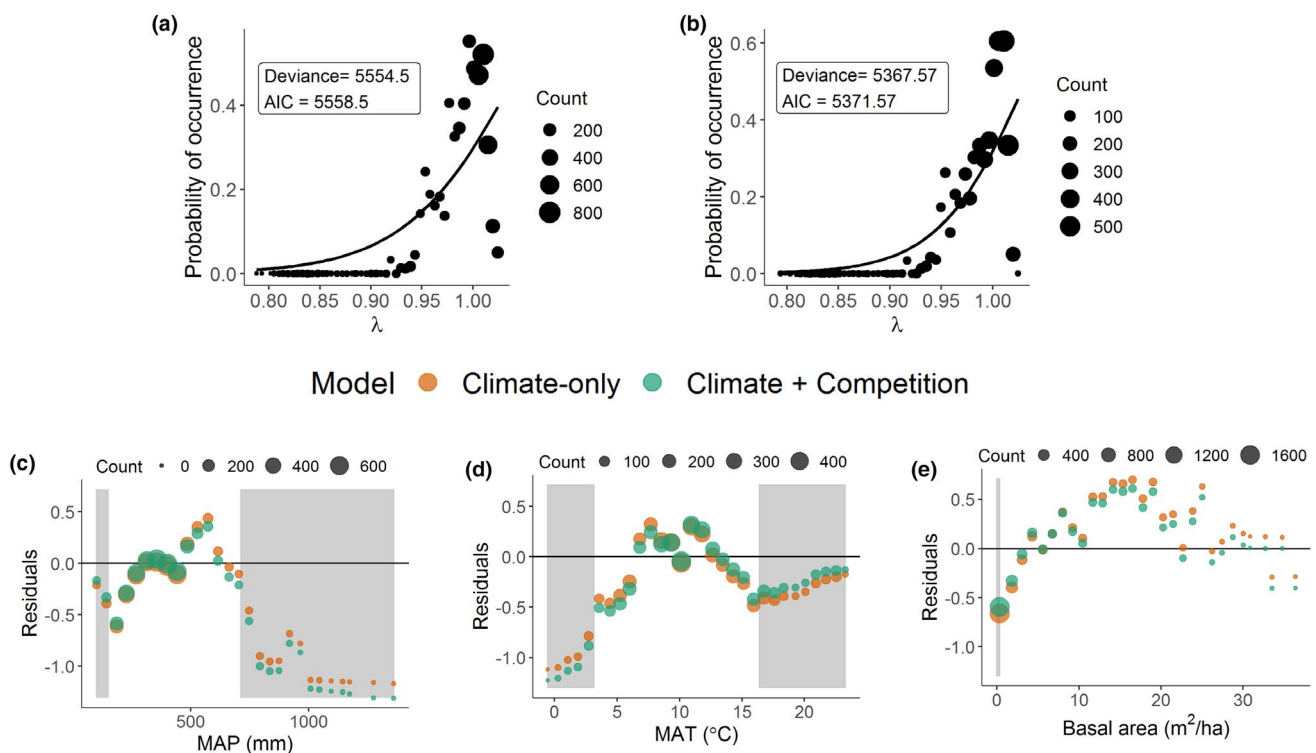 (a)
Probability of occurrence
0.4
0.2
0.0
Deviance= 5554.5
AIC = 5558.5
0.80 0.85 0.90 0.95 1.00
λ
Count
200
400
600
800
(b)
Probability of occurrence
0.6
0.4
0.2
0.0
Deviance= 5367.57
AIC = 5371.57
0.80 0.85 0.90 0.95 1.00
λ
Count
100
200
300
400
500
Model Climate-only Climate + Competition
(c)
Count 0 200 400 600
Residuals
0.5
0.0
-0.5
-1.0
500 1000
MAP (mm)
(d)
Count 100 200 300 400
Residuals
0.5
0.0
-0.5
-1.0
0 5 10 15 20
MAT (°C)
(e)
Count 400 800 1200 1600
Residuals
0.5
0.0
-0.5
-1.0
0 10 20 30
Basal area (m²/ha)